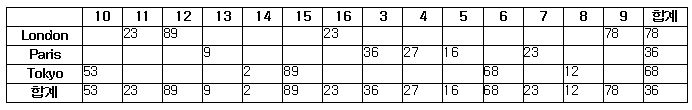 10 11 12 13 14 15 16 3 4 5 6 7 8 9 합계
London 23 89 23 78 78
Paris 9 36 27 16 23 36
Tokyo 53 2 89 68 12 68
합계 53 23 89 9 2 89 23 36 27 16 68 23 12 78 36